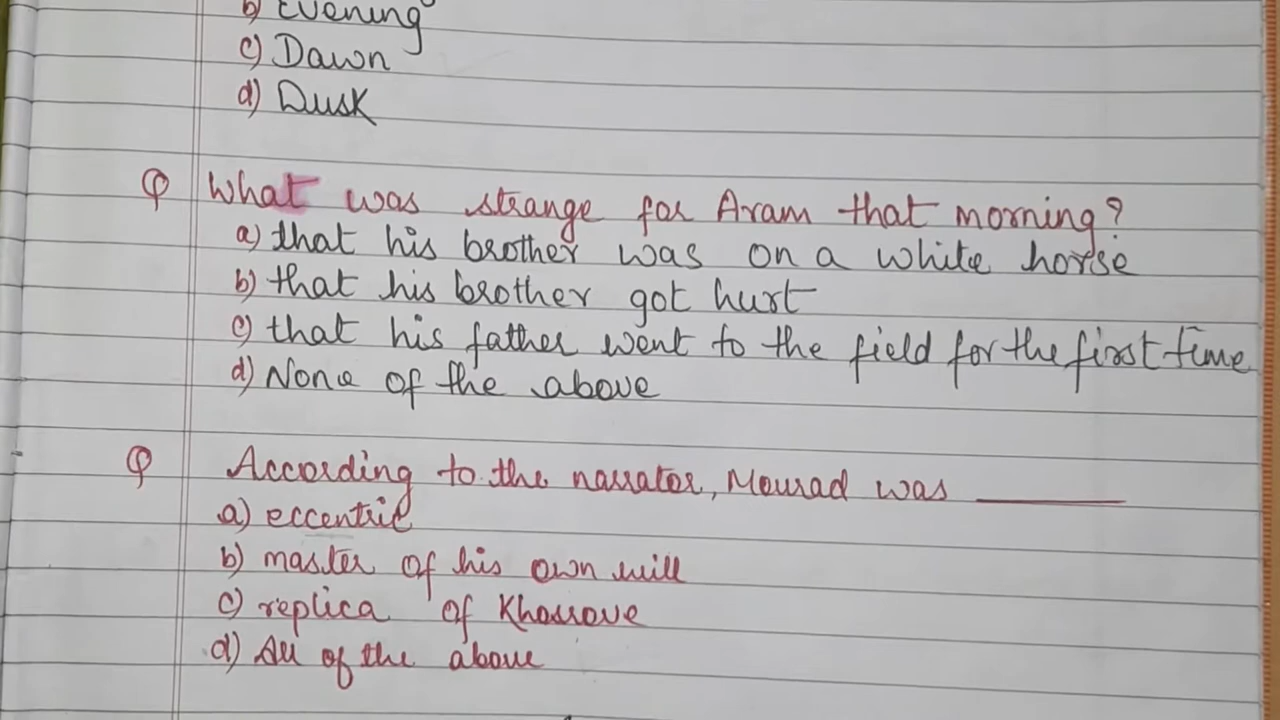 b) Evening
c) Dawn
d) Dusk
Q What was strange for Aram that morning?
a) that his brother was on a white horse
b) that his brother got hurt
c) that his father went to the field for the first time
d) None of the above
Q According to the narrator, Mourad was ______
a) eccentric
b) master of his own will
c) replica of Khosrove
d) All of the above